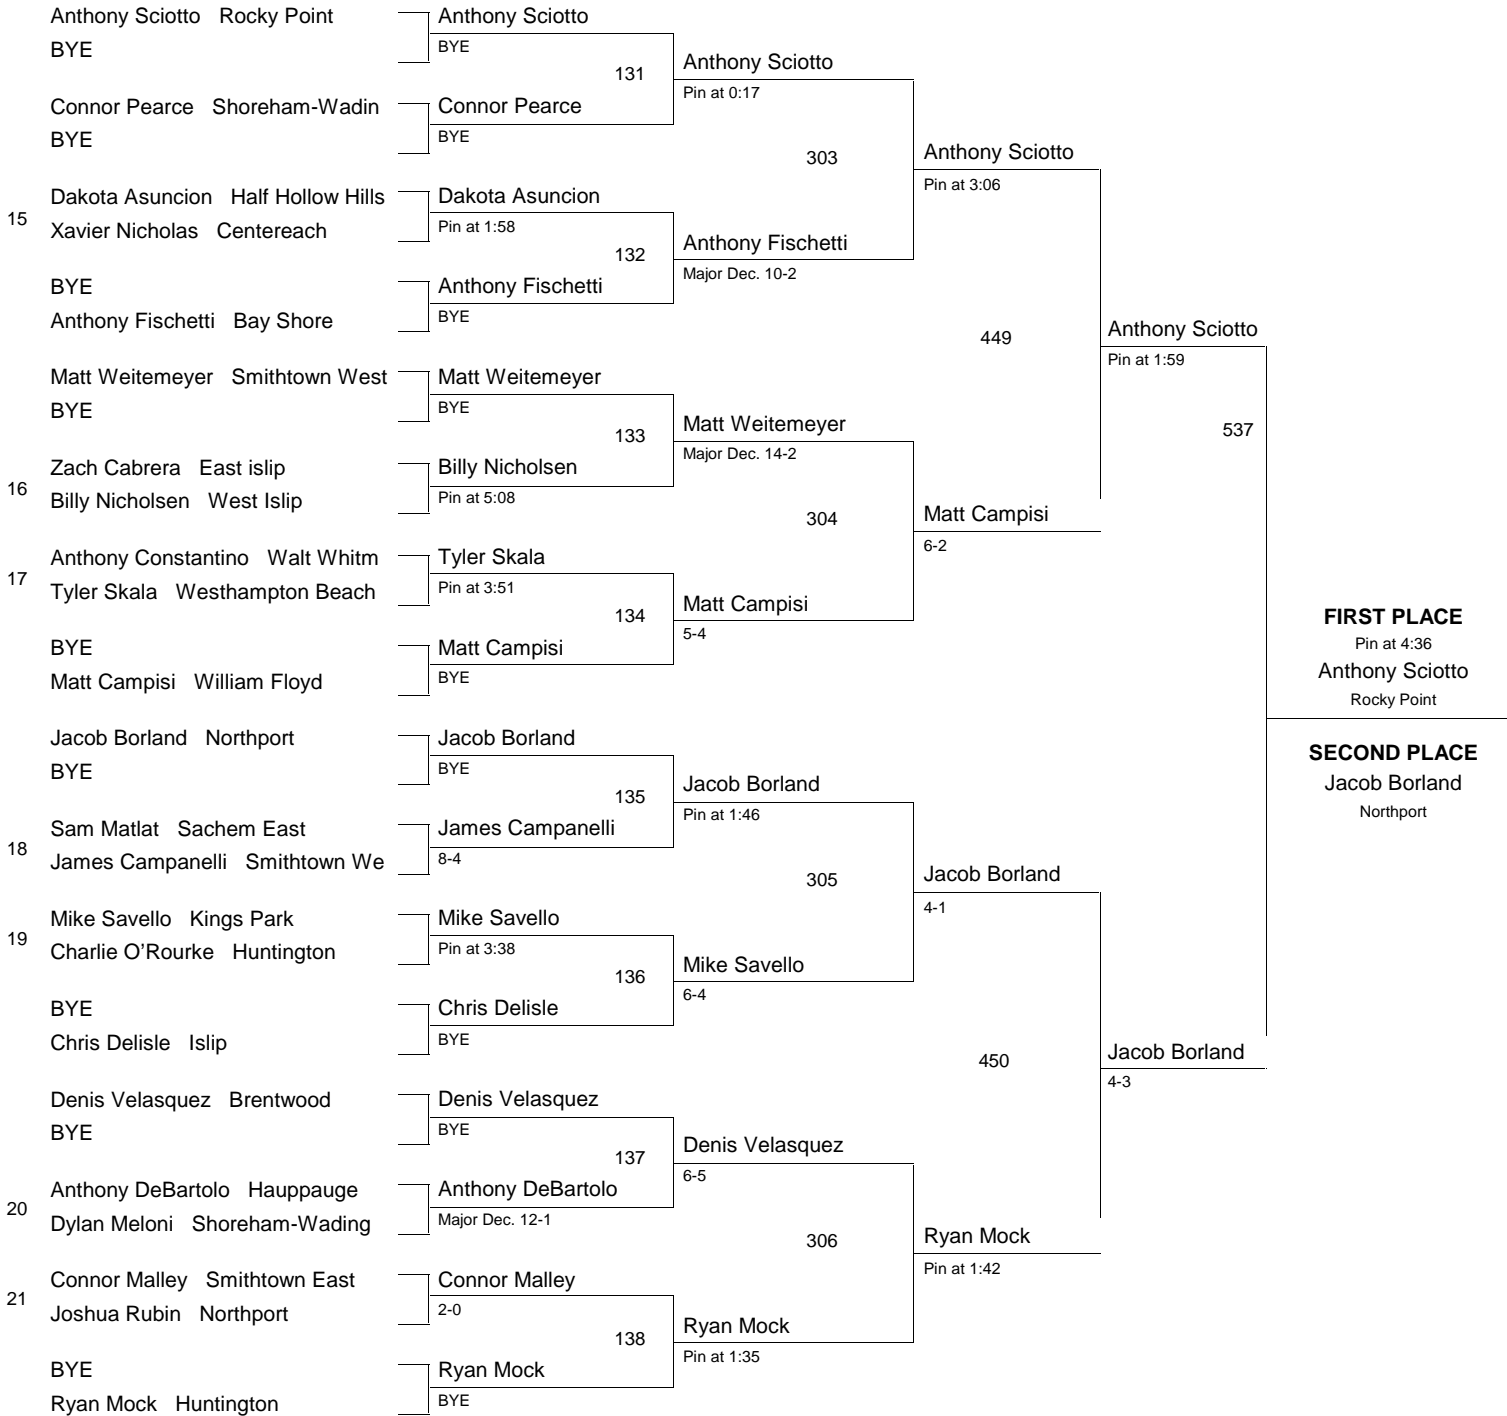 Anthony Sciotto Rocky Point
BYE
Connor Pearce Shoreham-Wadin
BYE
15
Dakota Asuncion Half Hollow Hills
Xavier Nicholas Centereach
BYE
Anthony Fischetti Bay Shore
Matt Weitemeyer Smithtown West
BYE
16
Zach Cabrera East islip
Billy Nicholsen West Islip
17
Anthony Constantino Walt Whitm
Tyler Skala Westhampton Beach
BYE
Matt Campisi William Floyd
Jacob Borland Northport
BYE
18
Sam Matlat Sachem East
James Campanelli Smithtown We
19
Mike Savello Kings Park
Charlie O'Rourke Huntington
BYE
Chris Delisle Islip
Denis Velasquez Brentwood
BYE
20
Anthony DeBartolo Hauppauge
Dylan Meloni Shoreham-Wading
21
Connor Malley Smithtown East
Joshua Rubin Northport
BYE
Ryan Mock Huntington
Anthony Sciotto
BYE
131
Connor Pearce
BYE
Dakota Asuncion
Pin at 1:58
132
Anthony Fischetti
BYE
Matt Weitemeyer
BYE
133
Billy Nicholsen
Pin at 5:08
Tyler Skala
Pin at 3:51
134
Matt Campisi
BYE
Jacob Borland
BYE
135
James Campanelli
8-4
Mike Savello
Pin at 3:38
136
Chris Delisle
BYE
Denis Velasquez
BYE
137
Anthony DeBartolo
Major Dec. 12-1
Connor Malley
2-0
138
Ryan Mock
BYE
Anthony Sciotto
Pin at 0:17
303
Anthony Fischetti
Major Dec. 10-2
Matt Weitemeyer
Major Dec. 14-2
304
Matt Campisi
5-4
Jacob Borland
Pin at 1:46
305
Mike Savello
6-4
Denis Velasquez
6-5
306
Ryan Mock
Pin at 1:35
Anthony Sciotto
Pin at 3:06
449
Matt Campisi
6-2
Jacob Borland
4-1
450
Ryan Mock
Pin at 1:42
Anthony Sciotto
Pin at 1:59
537
Jacob Borland
4-3
FIRST PLACE
Pin at 4:36
Anthony Sciotto
Rocky Point
SECOND PLACE
Jacob Borland
Northport